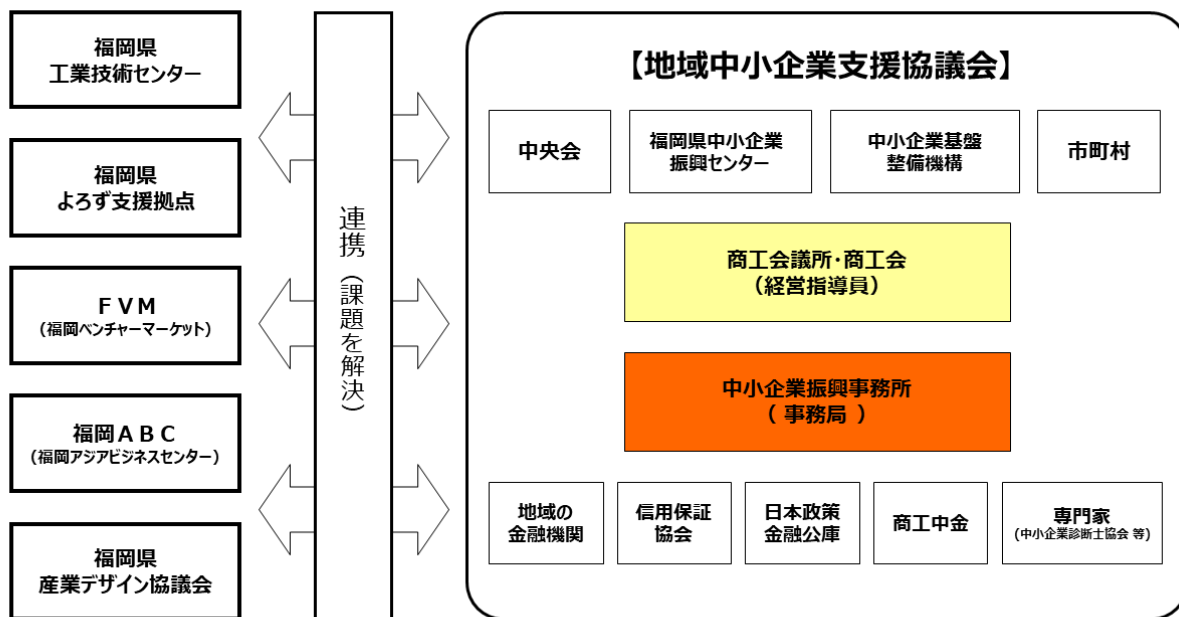 福岡県
工業技術センター
福岡県
よろず支援拠点
ＦＶＭ
(福岡ベンチャーマーケット)
福岡ＡＢＣ
(福岡アジアビジネスセンター)
福岡県
産業デザイン協議会
連携（課題を解決）
【地域中小企業支援協議会】
中央会
福岡県中小企業
振興センター
中小企業基盤
整備機構
市町村
商工会議所・商工会
（経営指導員）
中小企業振興事務所
（ 事務局 ）
地域の
金融機関
信用保証
協会
日本政策
金融公庫
商工中金
専門家
(中小企業診断士協会 等)